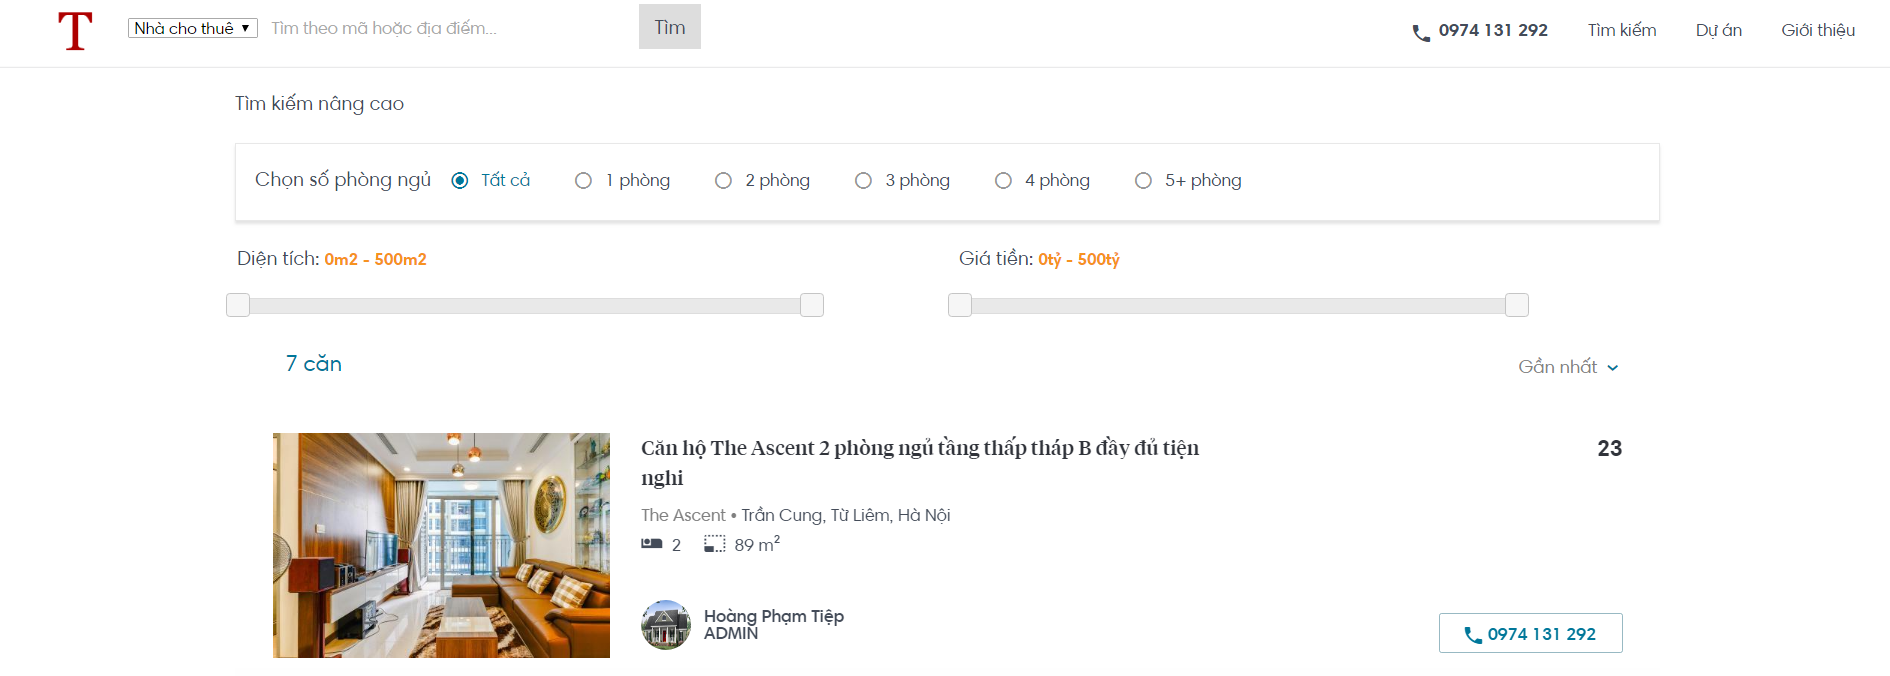 T
Nhà cho thuê
Tìm theo mã hoặc địa điểm...
Tìm
0974 131 292
Tìm kiếm
Dự án
Giới thiệu
Tìm kiếm nâng cao
Chọn số phòng ngủ
Tất cả
1 phòng
2 phòng
3 phòng
4 phòng
5+ phòng
Diện tích: 0m2 - 500m2
Giá tiền: 0tỷ - 500tỷ
7 căn
Gần nhất
Căn hộ The Ascent 2 phòng ngủ tầng thấp tháp B đầy đủ tiện
nghi
23
The Ascent • Trần Cung, Từ Liêm, Hà Nội
2
89 m²
Hoàng Phạm Tiệp
ADMIN
0974 131 292